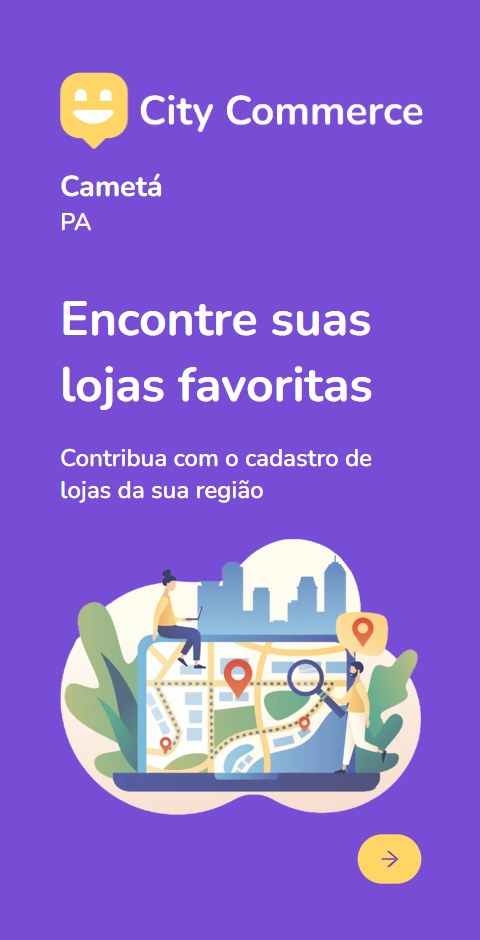 City Commerce
Cametá
PA
Encontre suas
lojas favoritas
Contribua com o cadastro de
lojas da sua região